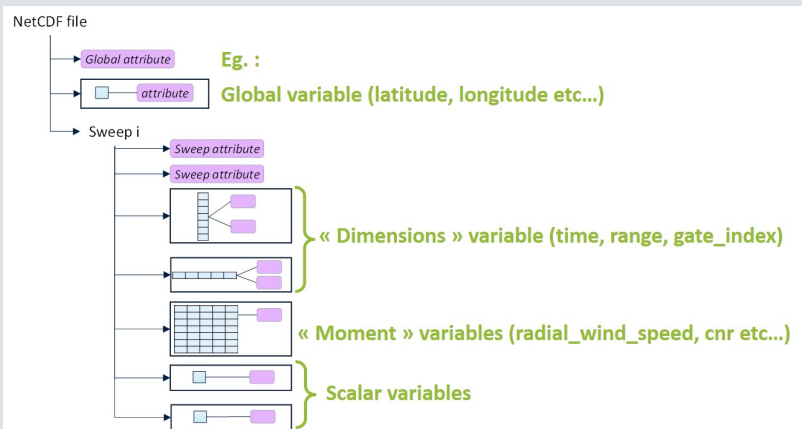 NetCDF file
Global attribute
Eg. :
attribute
Global variable (latitude, longitude etc...)
Sweep i
Sweep attribute
Sweep attribute
« Dimensions » variable (time, range, gate_index)
« Moment » variables (radial_wind_speed, cnr etc...)
Scalar variables